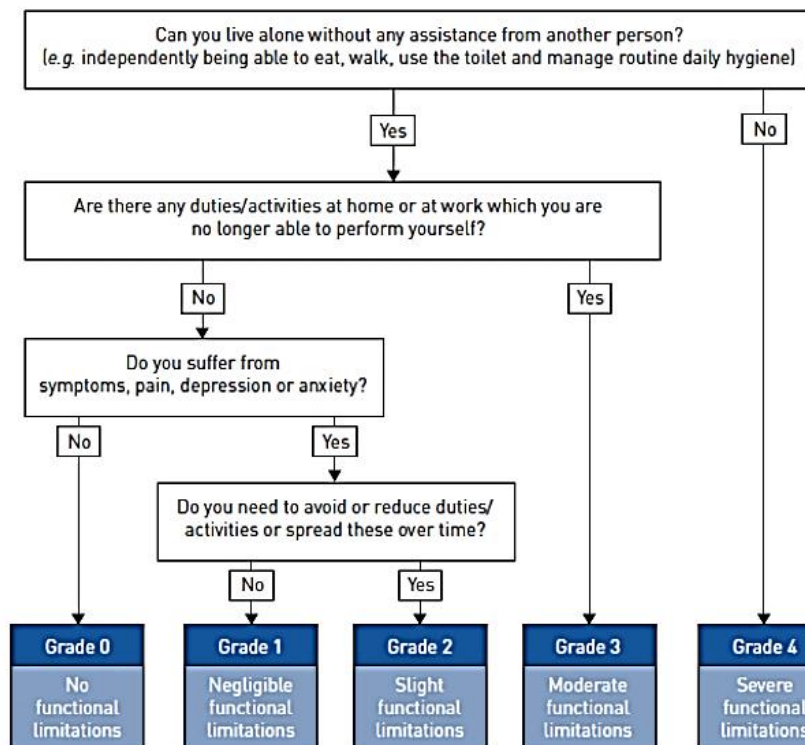 Can you live alone without any assistance from another person?
(e.g. independently being able to eat, walk, use the toilet and manage routine daily hygiene)
Yes
No
Are there any duties/activities at home or at work which you are
no longer able to perform yourself?
No
Yes
Do you suffer from
symptoms, pain, depression or anxiety?
No
Yes
Do you need to avoid or reduce duties/
activities or spread these over time?
No
Yes
Grade 0
No
functional
limitations
Grade 1
Negligible
functional
limitations
Grade 2
Slight
functional
limitations
Grade 3
Moderate
functional
limitations
Grade 4
Severe
functional
limitations